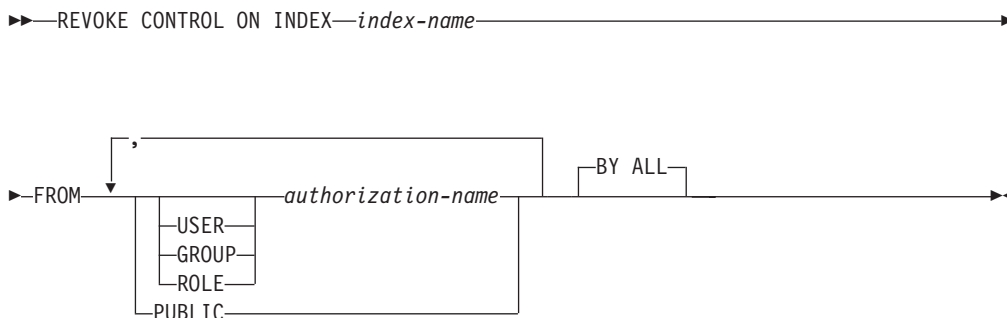 REVOKE CONTROL ON INDEX index-name
,
BY ALL
FROM authorization-name
USER
GROUP
ROLE
PUBLIC